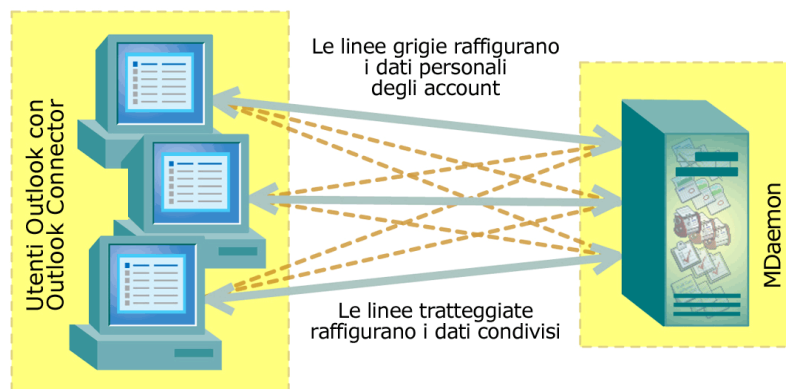 Utenti Outlook con
Outlook Connector
Le linee grigie raffigurano
i dati personali
degli account
Le linee tratteggiate
raffigurano i dati condivisi
MDaemon